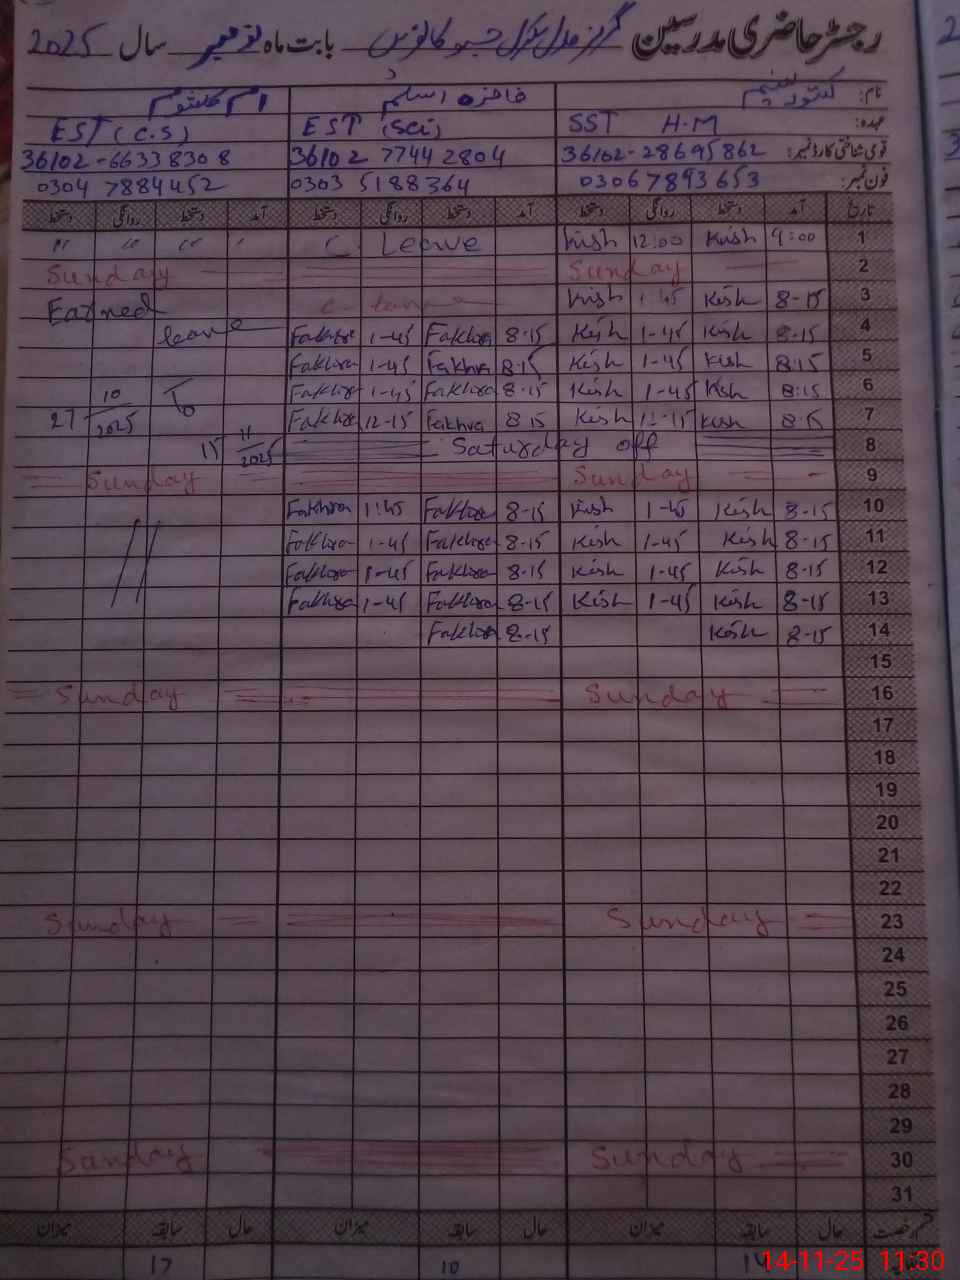 رجسٹر حاضری مدرسین گرلز مڈل سکول بابت ماہ نومبر سال 2025
نام: کشور نسیم فاخرہ اسلم ام کلثوم
عہدہ: SST H.M EST (Sci) EST (C.S)
قومی شناختی کارڈ نمبر: 36102-28695862 36102 77442804 36102-66338308
فون نمبر: 03067893653 0303 5188364 0304 7884452
تاریخ آمد دستخط روانگی دستخط آمد دستخط روانگی دستخط آمد دستخط روانگی دستخط
1 9:00 Kish 12:00 Kish C Leave
2 Sunday Sunday
3 8-15 Kish 1-45 Kish C-Leave Earned
4 8-15 Kish 1-45 Kish 8-15 Fakhra 1-45 Fakhra leave
5 8:15 Kish 1-45 Kish 8-15 Fakhra 1-45 Fakhra
6 8:15 Kish 1-45 Kish 8-15 Fakhra 1-45 Fakhra To 10
7 8:15 Kish 12-15 Kish 8 15 Fakhra 12-15 Fakhra 27 2025
8 Saturday off 15 11 2025
9 Sunday Sunday
10 8-15 Kish 1-45 Kish 8-15 Fakhra 1:45 Fakhra
11 8-15 Kish 1-45 Kish 8-15 Fakhra 1-45 Fakhra
12 8-15 Kish 1-45 Kish 8-15 Fakhra 1-45 Fakhra
13 8-15 Kish 1-45 Kish 8-15 Fakhra 1-45 Fakhra
14 8-15 Kish 8-15 Fakhra
15
16 Sunday Sunday
17
18
19
20
21
22
23 Sunday Sunday
24
25
26
27
28
29
30 Sunday Sunday
31
قسم رخصت حال سابقہ میزان حال سابقہ میزان حال سابقہ میزان
10 17
14-11-25 11:30